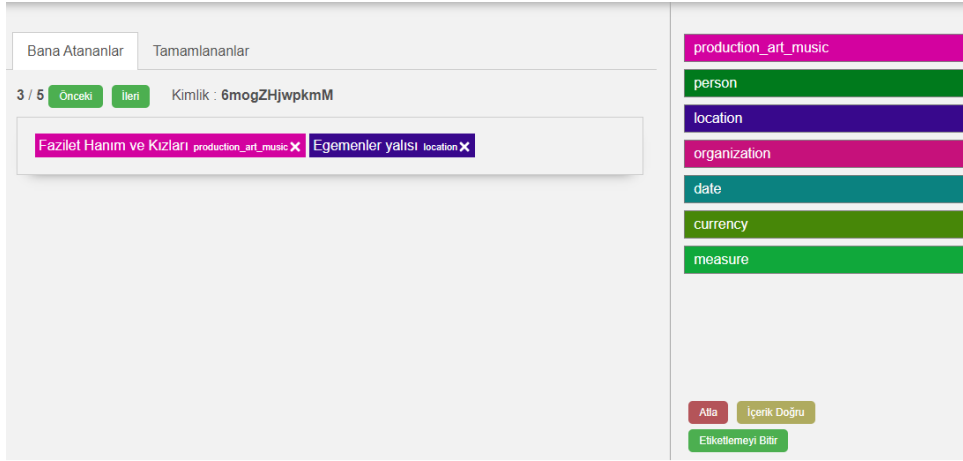 Bana Atananlar Tamamlananlar
3 / 5 Önceki İleri Kimlik : 6mogZHjwpkmM
Fazilet Hanım ve Kızları production_art_music × Egemenler yalısı location ×
production_art_music
person
location
organization
date
currency
measure
Atla İçerik Doğru
Etiketlemeyi Bitir